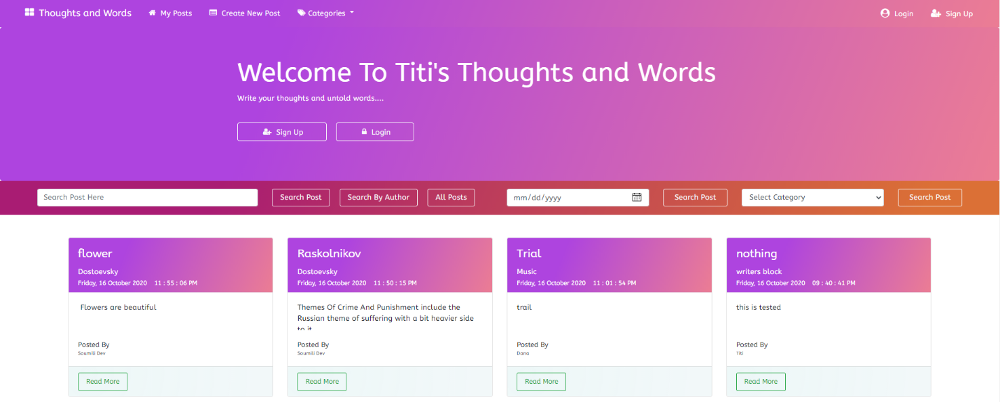 Thoughts and Words My Posts Create New Post Categories Login Sign Up
Welcome To Titi's Thoughts and Words
Write your thoughts and untold words....
Sign Up Login
Search Post Here Search Post Search By Author All Posts mm/dd/yyyy Search Post Select Category Search Post
flower
Dostoevsky
Friday, 16 October 2020 11 : 55 : 06 PM
Flowers are beautiful
Posted By
Soumili Dev
Read More
Raskolnikov
Dostoevsky
Friday, 16 October 2020 11 : 50 : 15 PM
Themes Of Crime And Punishment include the
Russian theme of suffering with a bit heavier side
to it
Posted By
Soumili Dev
Read More
Trial
Music
Friday, 16 October 2020 11 : 01 : 54 PM
trail
Posted By
Dana
Read More
nothing
writers block
Friday, 16 October 2020 09 : 40 : 41 PM
this is tested
Posted By
Titi
Read More